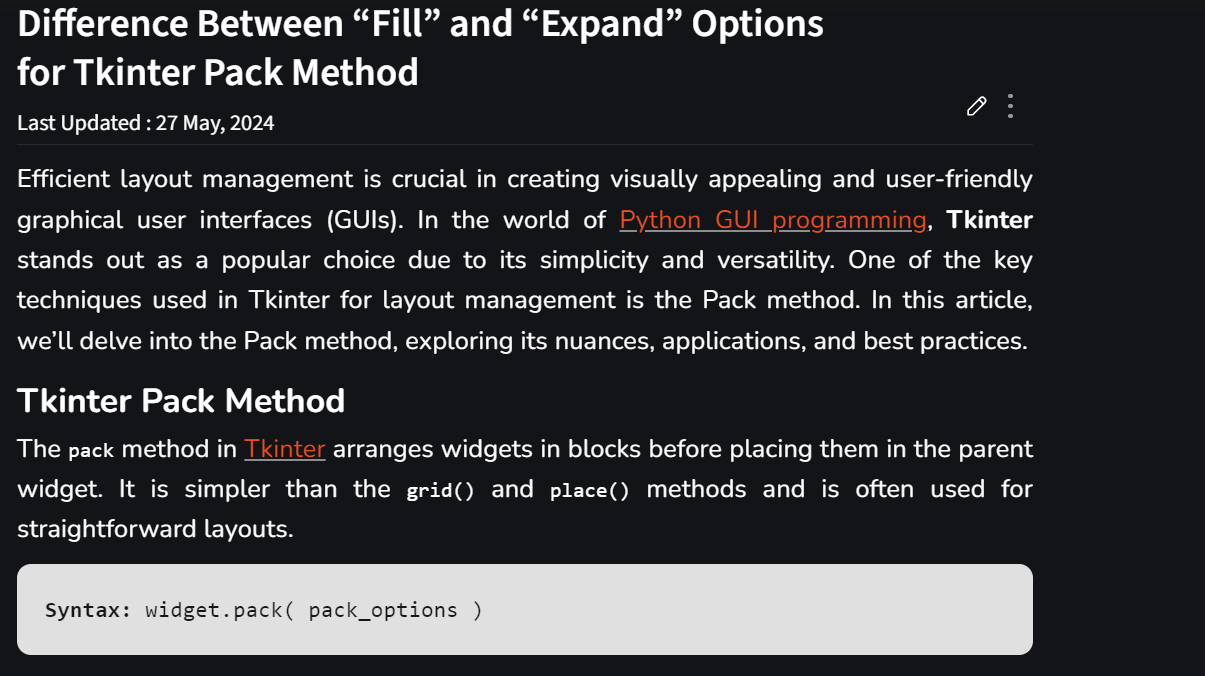 Difference Between “Fill” and “Expand” Options
for Tkinter Pack Method
Last Updated : 27 May, 2024
Efficient layout management is crucial in creating visually appealing and user-friendly
graphical user interfaces (GUIs). In the world of Python GUI programming, Tkinter
stands out as a popular choice due to its simplicity and versatility. One of the key
techniques used in Tkinter for layout management is the Pack method. In this article,
we’ll delve into the Pack method, exploring its nuances, applications, and best practices.
Tkinter Pack Method
The pack method in Tkinter arranges widgets in blocks before placing them in the parent
widget. It is simpler than the grid() and place() methods and is often used for
straightforward layouts.
Syntax: widget.pack( pack_options )